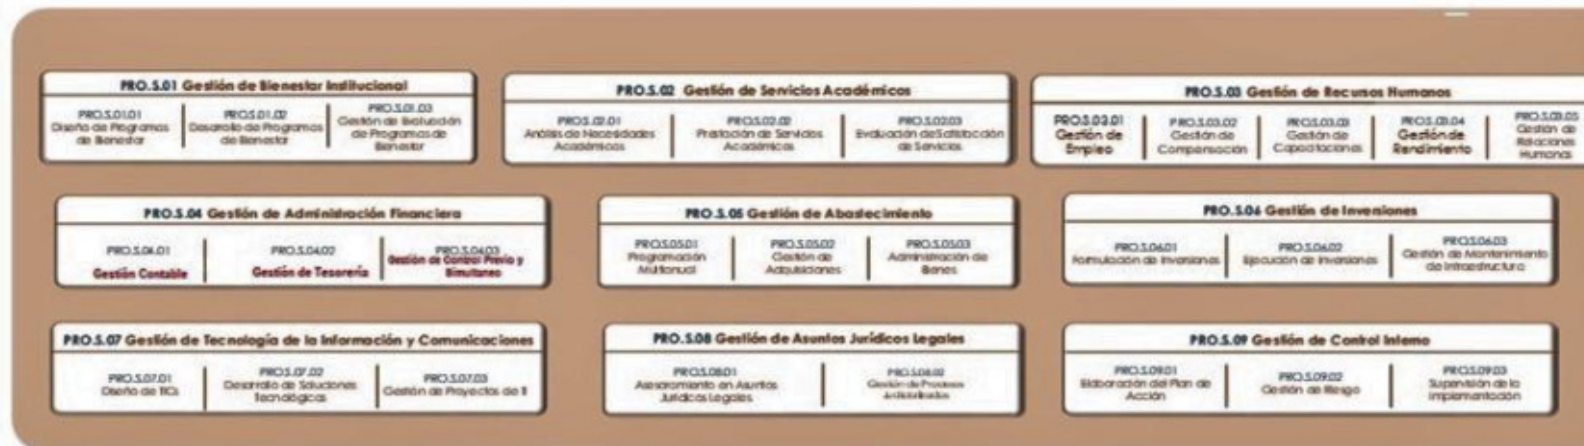 PRO.S.01 Gestión de Bienestar Institucional
PRO.S.01.01
Diseño de Programas
de Bienestar
PRO.S.01.02
Desarrollo de Programas
de Bienestar
PRO.S.01.03
Gestión de Evaluación
de Programas de
Bienestar
PRO.S.02 Gestión de Servicios Académicos
PRO.S.02.01
Análisis de Necesidades
Académicos
PRO.S.02.02
Prestación de Servicios
Académicos
PRO.S.02.03
Evaluación de Satisfacción
de Servicios
PRO.S.03 Gestión de Recursos Humanos
PRO.S.03.01
Gestión de
Empleo
PRO.S.03.02
Gestión de
Compensación
PRO.S.03.03
Gestión de
Capacitaciones
PRO.S.03.04
Gestión de
Rendimiento
PRO.S.03.05
Gestión de
Relaciones
Humanas
PRO.S.04 Gestión de Administración Financiera
PRO.S.04.01
Gestión Contable
PRO.S.04.02
Gestión de Tesorería
PRO.S.04.03
Gestión de Control Previo y
Simultaneo
PRO.S.05 Gestión de Abastecimiento
PRO.S.05.01
Programación
Multianual
PRO.S.05.02
Gestión de
Adquisiciones
PRO.S.05.03
Administración de
Bienes
PRO.S.06 Gestión de Inversiones
PRO.S.06.01
Formulación de Inversiones
PRO.S.06.02
Ejecución de Inversiones
PRO.S.06.03
Gestión de Mantenimiento
de Infraestructura
PRO.S.07 Gestión de Tecnología de la Información y Comunicaciones
PRO.S.07.01
Diseño de TICs
PRO.S.07.02
Desarrollo de Soluciones
Tecnológicas
PRO.S.07.03
Gestión de Proyectos de TI
PRO.S.08 Gestión de Asuntos Jurídicos Legales
PRO.S.08.01
Asesoramiento en Asuntos
Jurídicos Legales
PRO.S.08.02
Gestión de Procesos
Judicializados
PRO.S.09 Gestión de Control Interno
PRO.S.09.01
Elaboración del Plan de
Acción
PRO.S.09.02
Gestión de Riesgo
PRO.S.09.03
Supervisión de la
Implementación